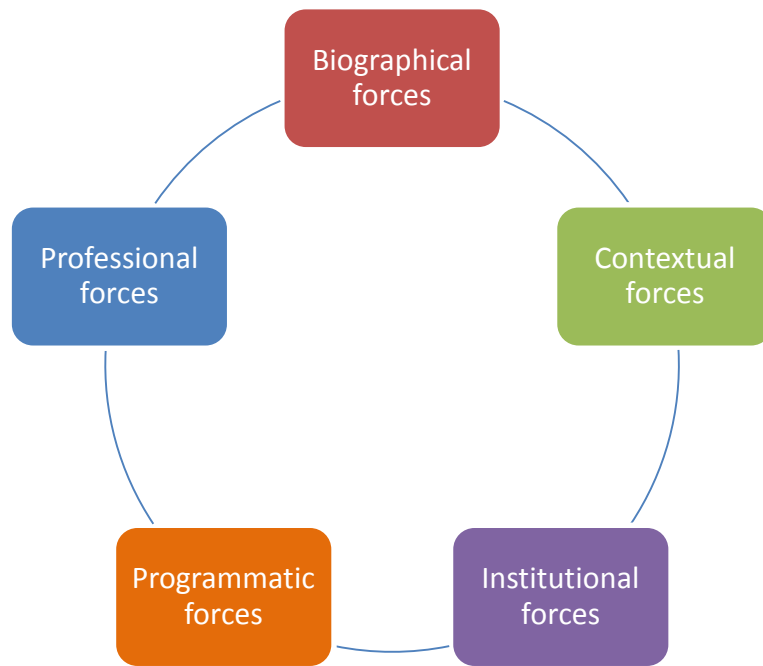 Biographical
forces
Contextual
forces
Institutional
forces
Programmatic
forces
Professional
forces